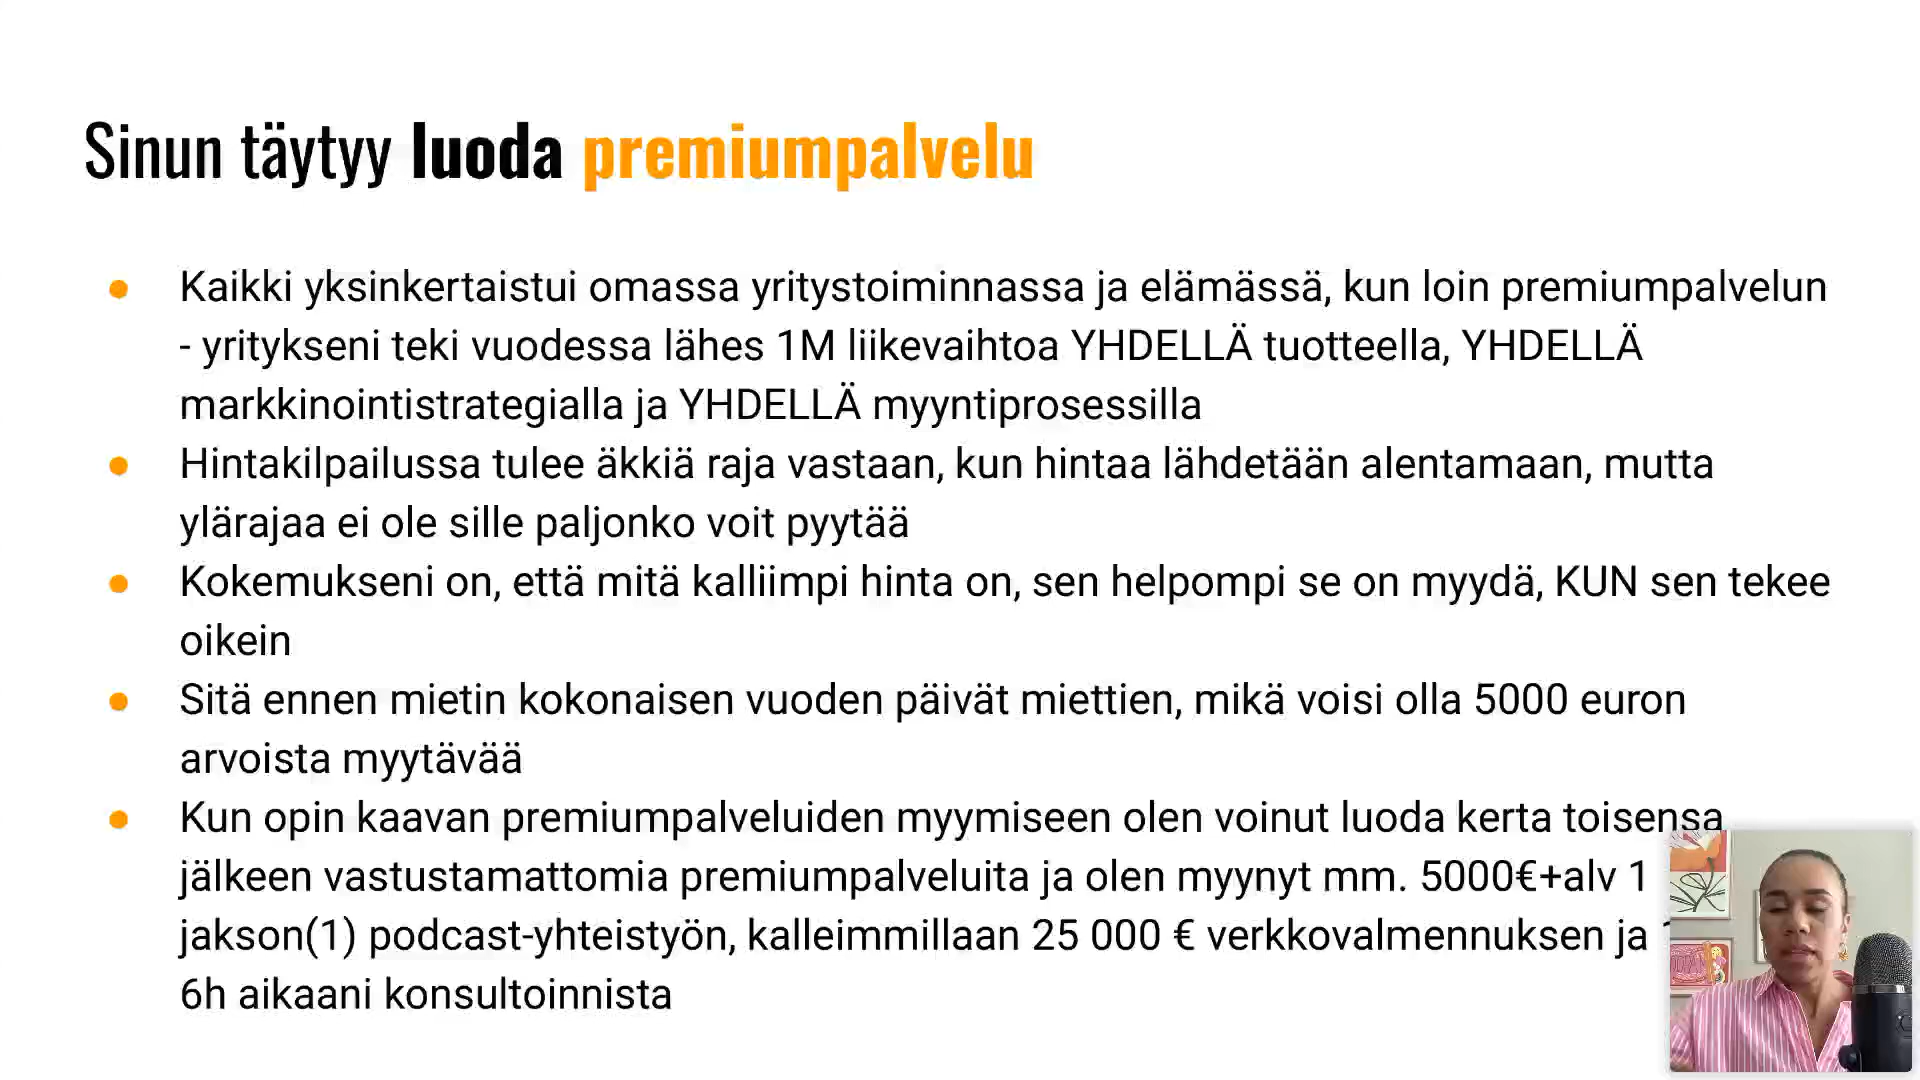 Sinun täytyy luoda premiumpalvelu
● Kaikki yksinkertaistui omassa yritystoiminnassa ja elämässä, kun loin premiumpalvelun
- yritykseni teki vuodessa lähes 1M liikevaihtoa YHDELLÄ tuotteella, YHDELLÄ
markkinointistrategialla ja YHDELLÄ myyntiprosessilla
● Hintakilpailussa tulee äkkiä raja vastaan, kun hintaa lähdetään alentamaan, mutta
ylärajaa ei ole sille paljonko voit pyytää
● Kokemukseni on, että mitä kalliimpi hinta on, sen helpompi se on myydä, KUN sen tekee
oikein
● Sitä ennen mietin kokonaisen vuoden päivät miettien, mikä voisi olla 5000 euron
arvoista myytävää
● Kun opin kaavan premiumpalveluiden myymiseen olen voinut luoda kerta toisensa
jälkeen vastustamattomia premiumpalveluita ja olen myynyt mm. 5000€+alv 1
jakson(1) podcast-yhteistyön, kalleimmillaan 25 000 € verkkovalmennuksen ja
6h aikaani konsultoinnista